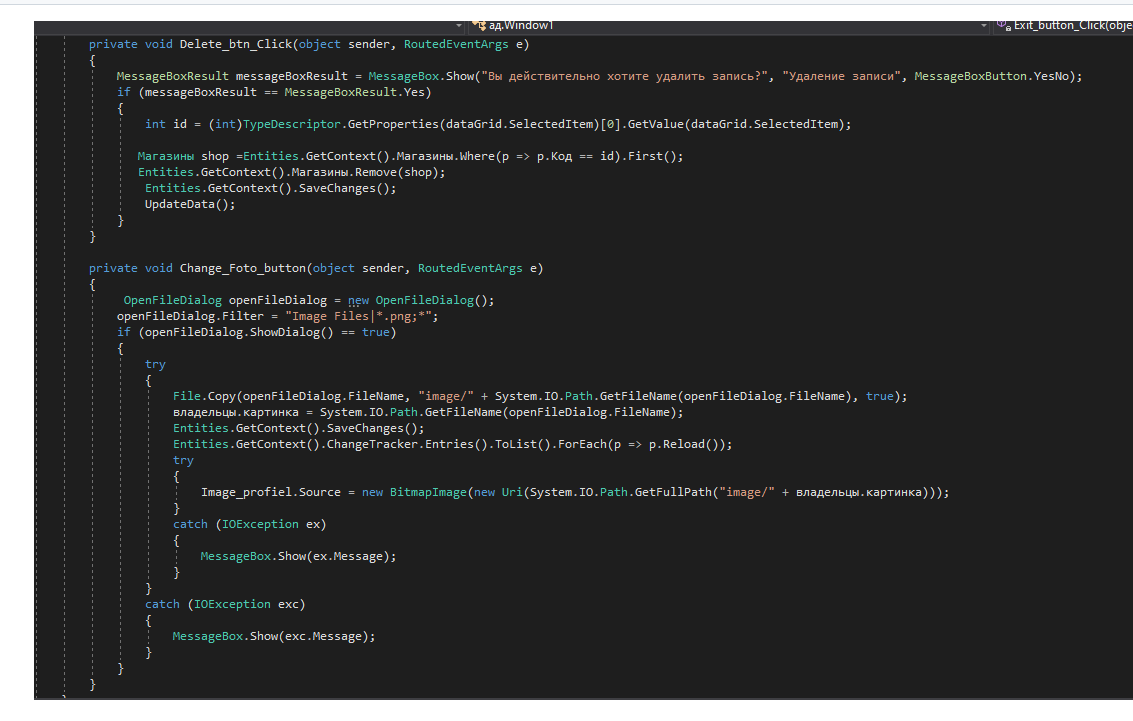 ад.Window1 Exit_button_Click(obje
private void Delete_btn_Click(object sender, RoutedEventArgs e)
{
MessageBoxResult messageBoxResult = MessageBox.Show("Вы действительно хотите удалить запись?", "Удаление записи", MessageBoxButton.YesNo);
if (messageBoxResult == MessageBoxResult.Yes)
{
int id = (int)TypeDescriptor.GetProperties(dataGrid.SelectedItem)[0].GetValue(dataGrid.SelectedItem);
Магазины shop =Entities.GetContext().Магазины.Where(p => p.Код == id).First();
Entities.GetContext().Магазины.Remove(shop);
Entities.GetContext().SaveChanges();
UpdateData();
}
}
private void Change_Foto_button(object sender, RoutedEventArgs e)
{
OpenFileDialog openFileDialog = new OpenFileDialog();
openFileDialog.Filter = "Image Files|*.png;*";
if (openFileDialog.ShowDialog() == true)
{
try
{
File.Copy(openFileDialog.FileName, "image/" + System.IO.Path.GetFileName(openFileDialog.FileName), true);
владельцы.картинка = System.IO.Path.GetFileName(openFileDialog.FileName);
Entities.GetContext().SaveChanges();
Entities.GetContext().ChangeTracker.Entries().ToList().ForEach(p => p.Reload());
try
{
Image_profiel.Source = new BitmapImage(new Uri(System.IO.Path.GetFullPath("image/" + владельцы.картинка)));
}
catch (IOException ex)
{
MessageBox.Show(ex.Message);
}
}
catch (IOException exc)
{
MessageBox.Show(exc.Message);
}
}
}